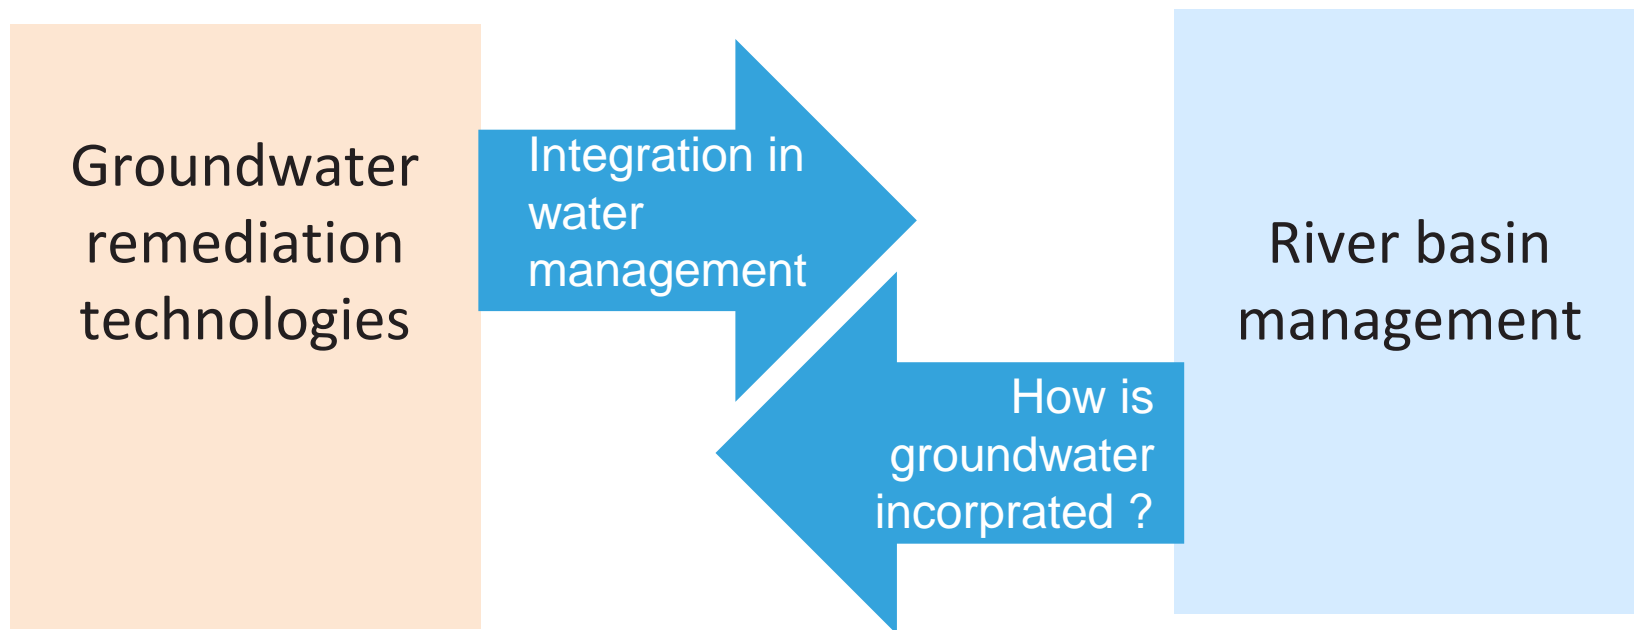 Groundwater
remediation
technologies
Integration in
water
management
How is
groundwater
incorprated ?
River basin
management